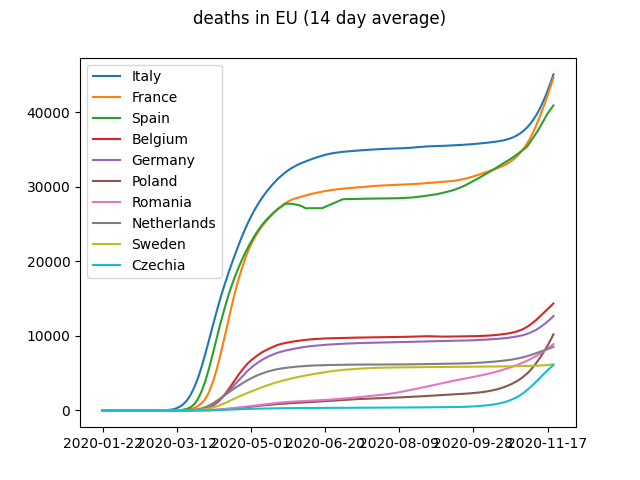 deaths in EU (14 day average)
Italy
France
Spain
Belgium
Germany
Poland
Romania
Netherlands
Sweden
Czechia
40000
30000
20000
10000
0
2020-01-22 2020-03-12 2020-05-01 2020-06-20 2020-08-09 2020-09-28 2020-11-17